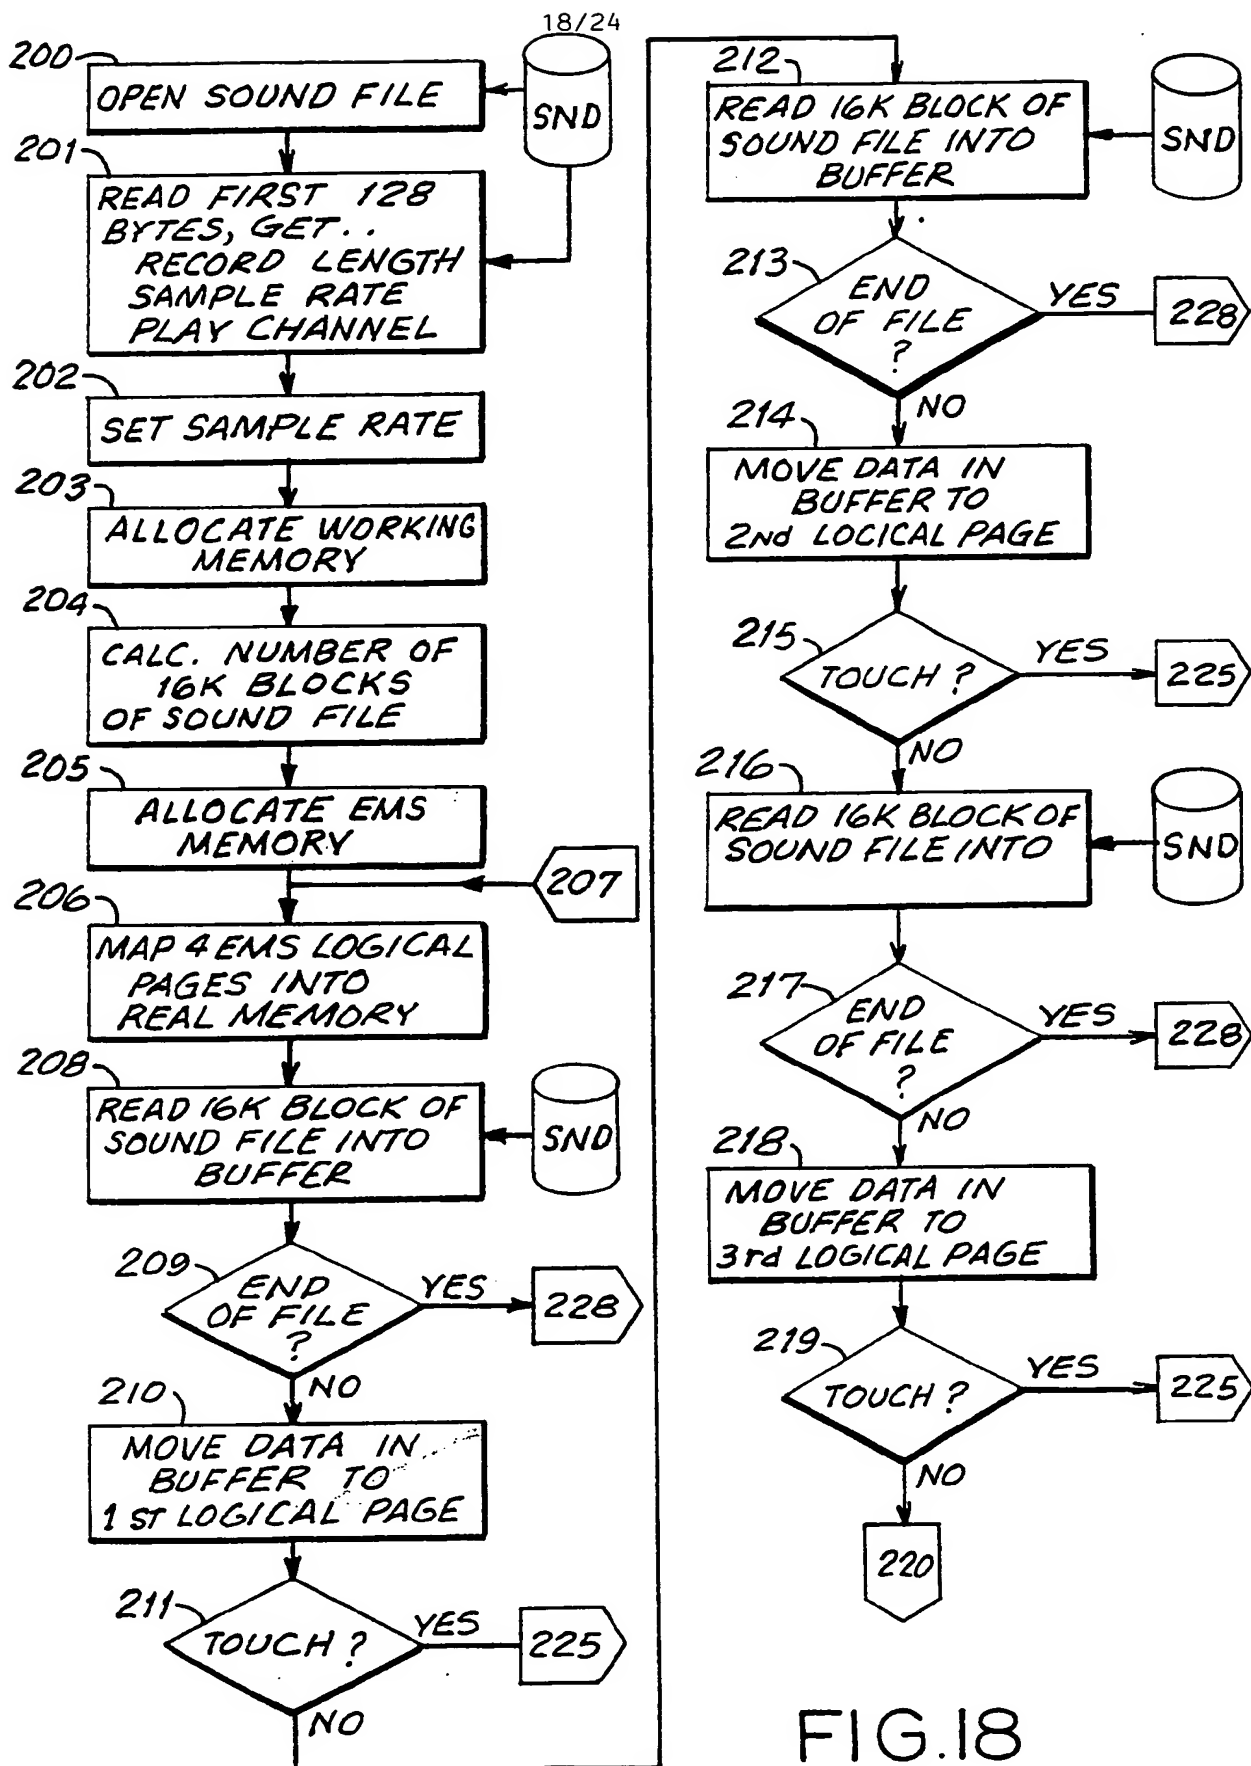 18/24
200
OPEN SOUND FILE
SND
201
READ FIRST 128
BYTES, GET..
RECORD LENGTH
SAMPLE RATE
PLAY CHANNEL
202
SET SAMPLE RATE
203
ALLOCATE WORKING
MEMORY
204
CALC. NUMBER OF
16K BLOCKS
OF SOUND FILE
205
ALLOCATE EMS
MEMORY
207
206
MAP 4 EMS LOGICAL
PAGES INTO
REAL MEMORY
208
READ 16K BLOCK OF
SOUND FILE INTO
BUFFER
SND
209
END
OF FILE
?
YES
228
NO
210
MOVE DATA IN
BUFFER TO
1ST LOGICAL PAGE
211
TOUCH ?
YES
225
NO
212
READ 16K BLOCK OF
SOUND FILE INTO
BUFFER
SND
213
END
OF FILE
?
YES
228
NO
214
MOVE DATA IN
BUFFER TO
2ND LOGICAL PAGE
215
TOUCH ?
YES
225
NO
216
READ 16K BLOCK OF
SOUND FILE INTO
SND
217
END
OF FILE
?
YES
228
NO
218
MOVE DATA IN
BUFFER TO
3rd LOGICAL PAGE
219
TOUCH ?
YES
225
NO
220
FIG.18